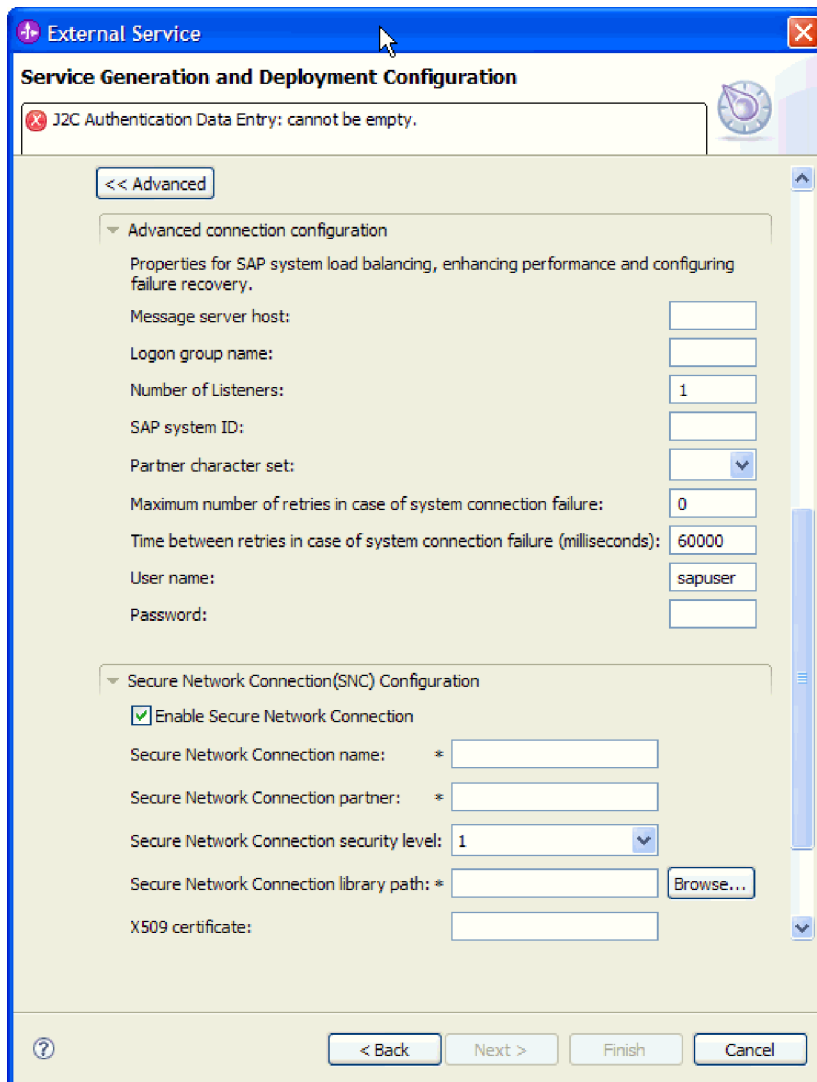 External Service
Service Generation and Deployment Configuration
J2C Authentication Data Entry: cannot be empty.
<< Advanced
Advanced connection configuration
Properties for SAP system load balancing, enhancing performance and configuring
failure recovery.
Message server host:
Logon group name:
Number of Listeners: 1
SAP system ID:
Partner character set:
Maximum number of retries in case of system connection failure: 0
Time between retries in case of system connection failure (milliseconds): 60000
User name: sapuser
Password:
Secure Network Connection(SNC) Configuration
Enable Secure Network Connection
Secure Network Connection name: *
Secure Network Connection partner: *
Secure Network Connection security level: 1
Secure Network Connection library path: * Browse...
X509 certificate:
? < Back Next > Finish Cancel